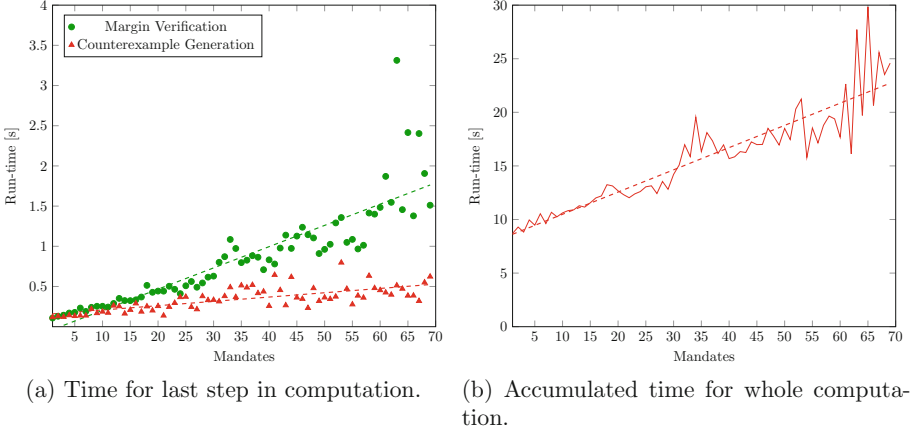 4
3.5
3
2.5
2
1.5
1
0.5
5 10 15 20 25 30 35 40 45 50 55 60 65 70
Mandates
Run-time [s]
Margin Verification
Counterexample Generation
(a) Time for last step in computation.
30
25
20
15
10
5
0
5 10 15 20 25 30 35 40 45 50 55 60 65 70
Mandates
Run-time [s]
(b) Accumulated time for whole computa-
tion.